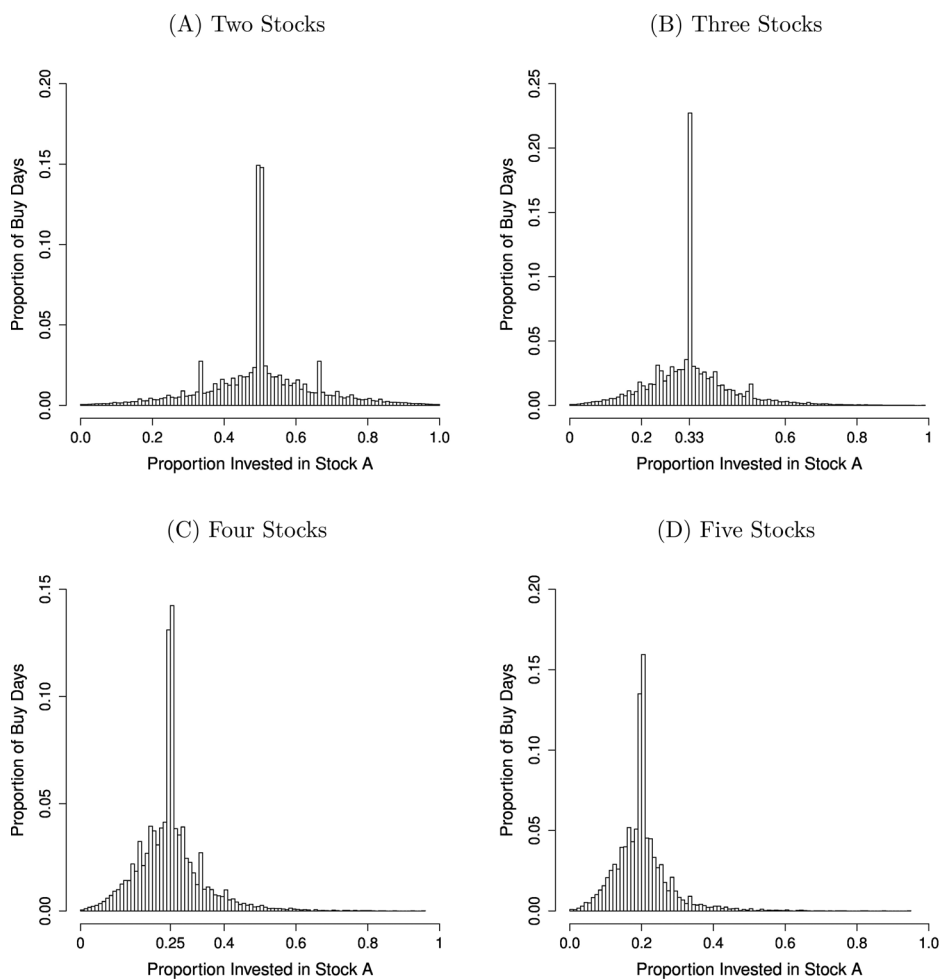 (A) Two Stocks
Proportion of Buy Days
0.20
0.15
0.10
0.05
0.00
0.0 0.2 0.4 0.6 0.8 1.0
Proportion Invested in Stock A
(B) Three Stocks
Proportion of Buy Days
0.25
0.20
0.15
0.10
0.05
0.00
0 0.2 0.33 0.6 0.8 1
Proportion Invested in Stock A
(C) Four Stocks
Proportion of Buy Days
0.15
0.10
0.05
0.00
0 0.25 0.4 0.6 0.8 1
Proportion Invested in Stock A
(D) Five Stocks
Proportion of Buy Days
0.20
0.15
0.10
0.05
0.00
0.0 0.2 0.4 0.6 0.8 1.0
Proportion Invested in Stock A